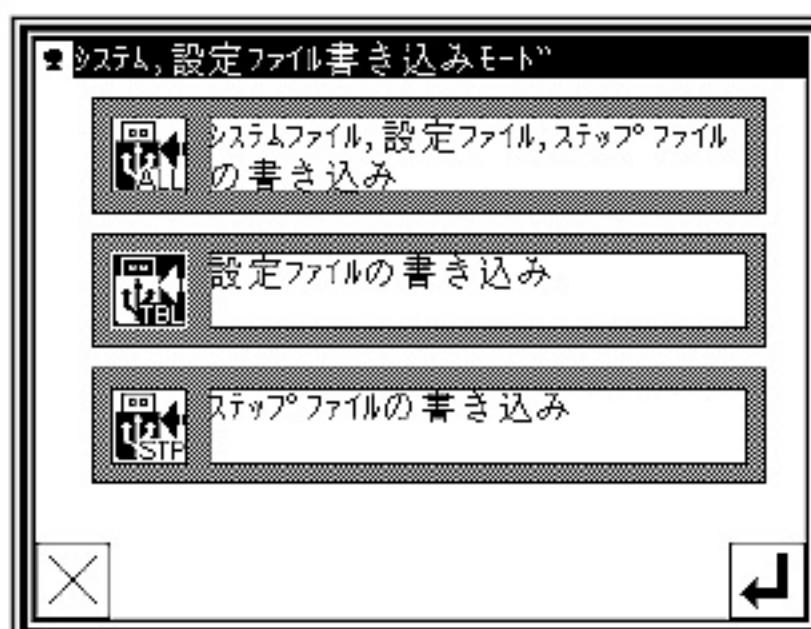 ｼｽﾃﾑ,設定ﾌｧｲﾙ書き込みﾓｰﾄﾞ
ｼｽﾃﾑﾌｧｲﾙ,設定ﾌｧｲﾙ,ｽﾃｯﾌﾟﾌｧｲﾙ
の書き込み
ALL
設定ﾌｧｲﾙの書き込み
TBL
ｽﾃｯﾌﾟﾌｧｲﾙの書き込み
STP